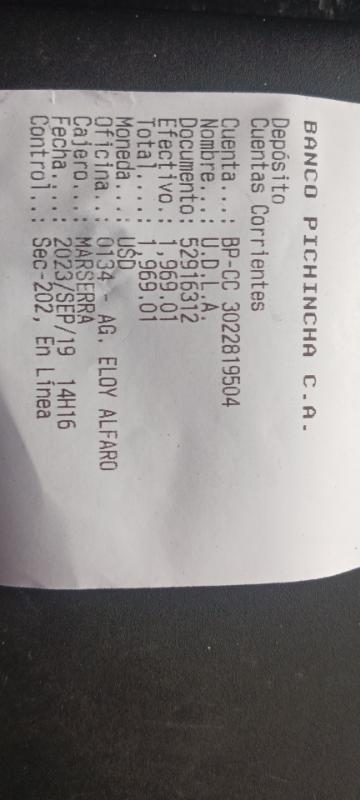 BANCO PICHINCHA C.A.
Depósito
Cuentas Corrientes
Cuenta...: BP-CC 3022819504
Nombre...: U.D.L.A.
Documento: 52916312
Efectivo.: 1,969.01
Total....: 1,969.01
Moneda...: USD
Oficina..: 0134 - AG. ELOY ALFARO
Cajero...: MARSERRA
Fecha....: 2023/SEP/19 14H16
Control..: Sec-202, En Línea